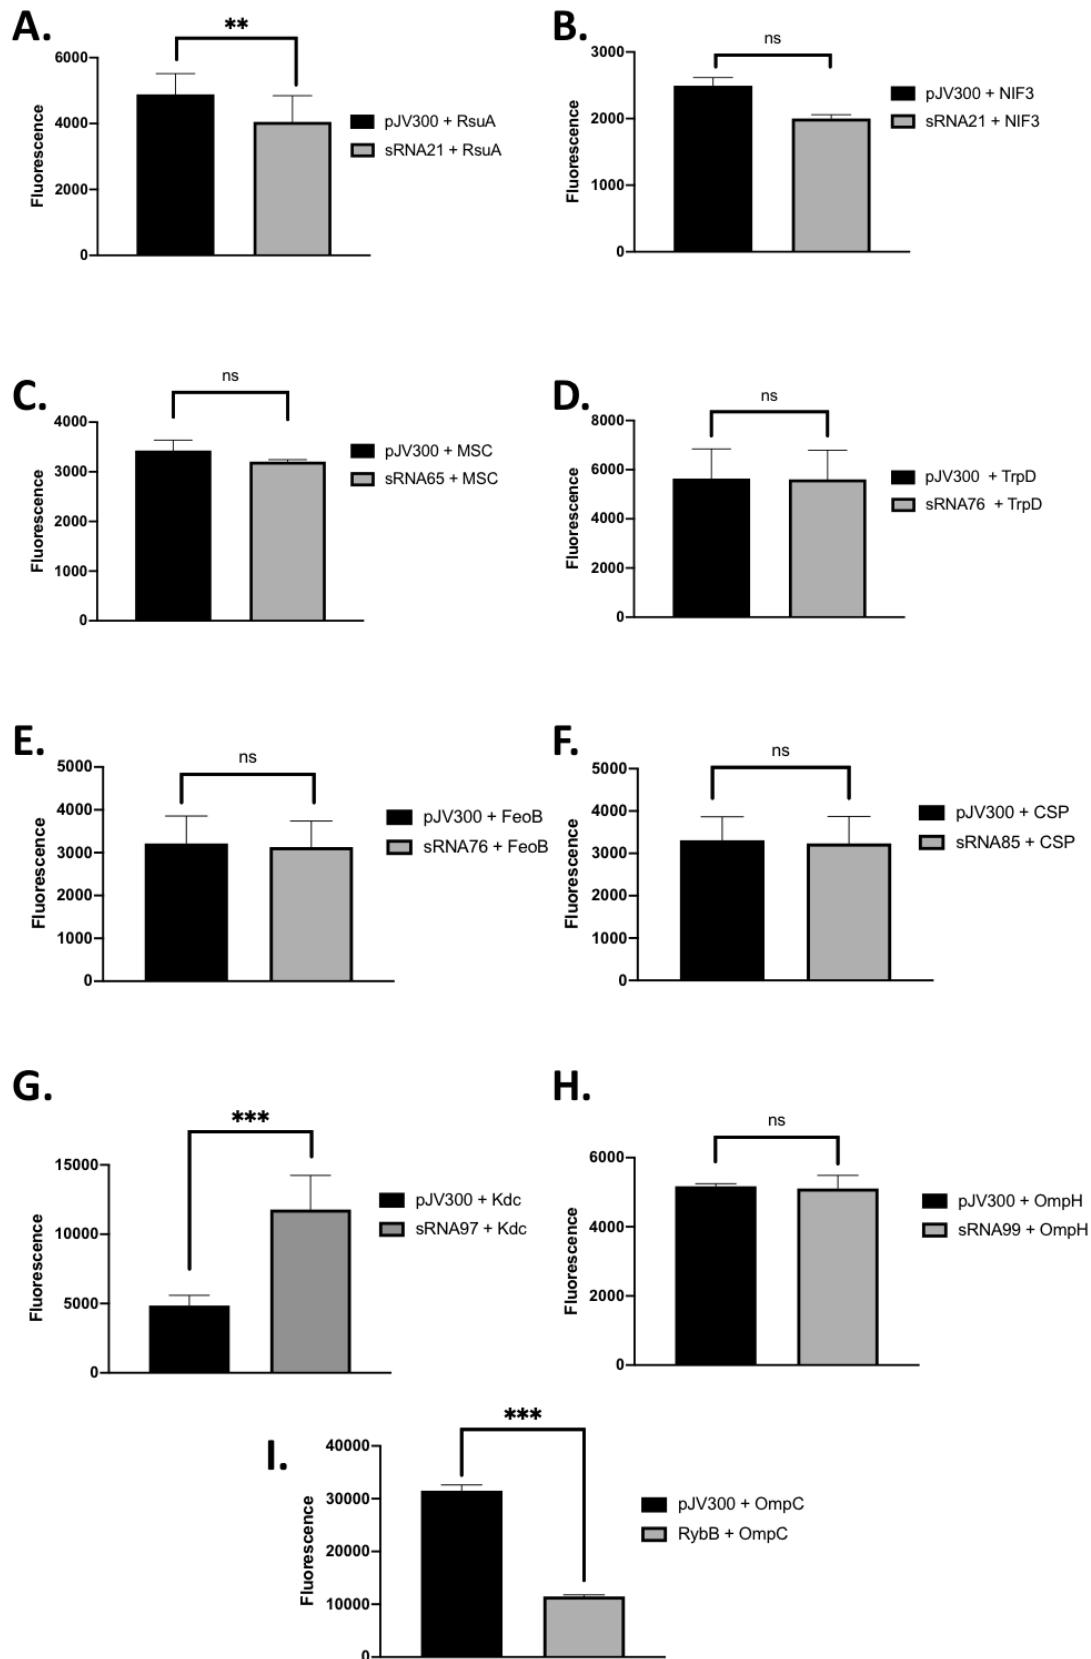 A.
**
6000
4000
2000
0
Fluorescence
pJV300 + RsuA
sRNA21 + RsuA
B.
ns
3000
2000
1000
0
Fluorescence
pJV300 + NIF3
sRNA21 + NIF3
C.
ns
4000
3000
2000
1000
0
Fluorescence
pJV300 + MSC
sRNA65 + MSC
D.
ns
8000
6000
4000
2000
0
Fluorescence
pJV300 + TrpD
sRNA76 + TrpD
E.
ns
5000
4000
3000
2000
1000
0
Fluorescence
pJV300 + FeoB
sRNA76 + FeoB
F.
ns
5000
4000
3000
2000
1000
0
Fluorescence
pJV300 + CSP
sRNA85 + CSP
G.
***
15000
10000
5000
0
Fluorescence
pJV300 + Kdc
sRNA97 + Kdc
H.
ns
6000
4000
2000
0
Fluorescence
pJV300 + OmpH
sRNA99 + OmpH
I.
***
40000
30000
20000
10000
0
Fluorescence
pJV300 + OmpC
RybB + OmpC